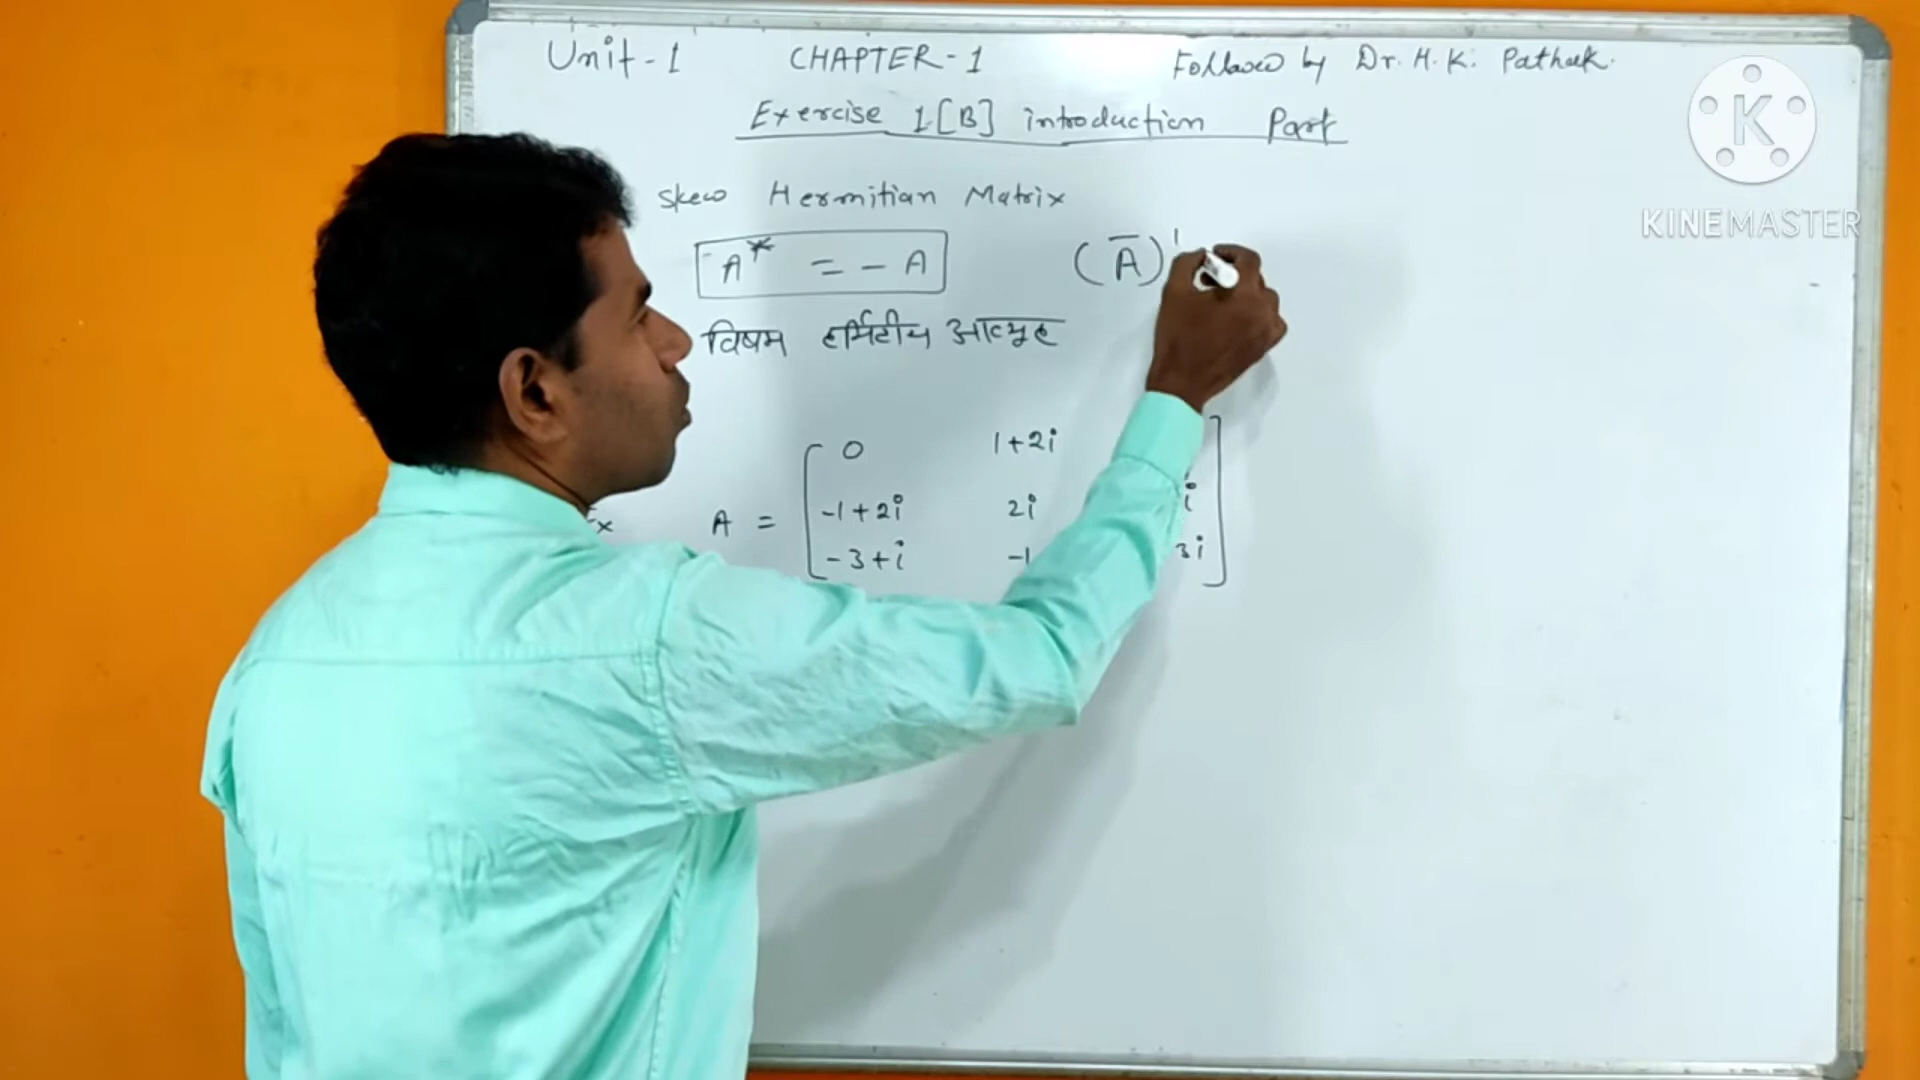 Unit-1 CHAPTER-1 Follow by Dr. H. K. Pathak.
Exercise 1[B] introduction Part
K
KINEMASTER
Skew Hermitian Matrix
A* = - A (Ā)'
विषम हर्मिटीय आव्यूह
0 1+2i
A = -1+2i 2i i
-3+i -1 3i